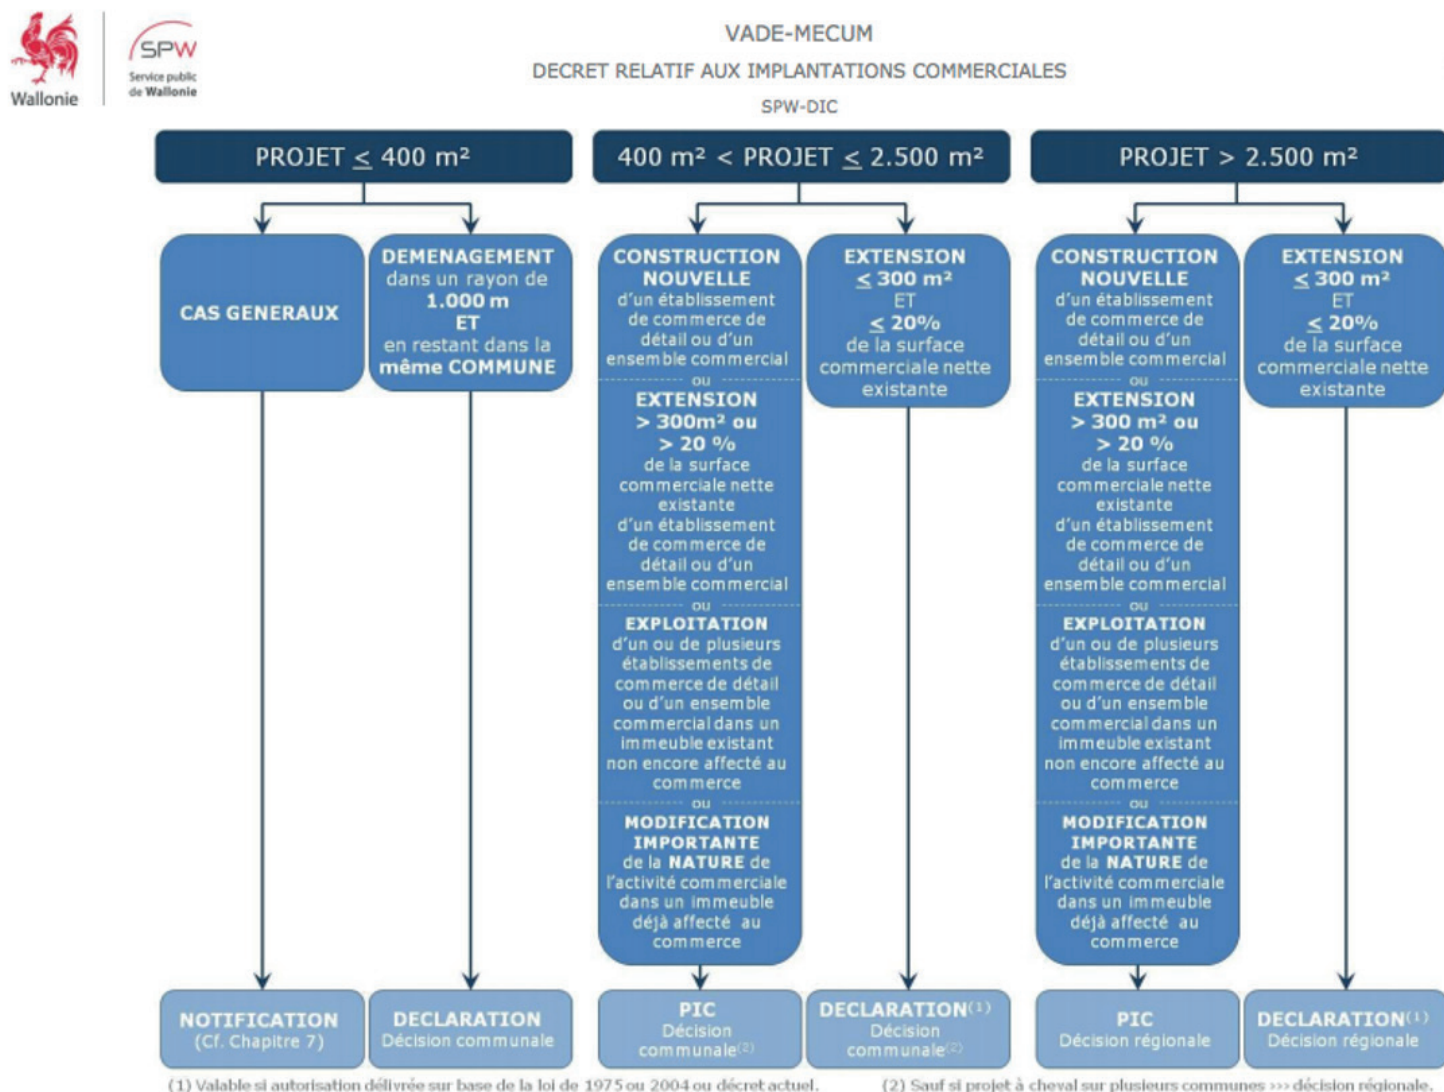 Wallonie
SPW
Service public
de Wallonie
VADE-MECUM
DECRET RELATIF AUX IMPLANTATIONS COMMERCIALES
SPW-DIC
PROJET ≤ 400 m²
CAS GENERAUX
DEMENAGEMENT
dans un rayon de
1.000 m
ET
en restant dans la
même COMMUNE
NOTIFICATION
(Cf. Chapitre 7)
DECLARATION
Décision communale
400 m² < PROJET ≤ 2.500 m²
CONSTRUCTION
NOUVELLE
d'un établissement
de commerce de
détail ou d'un
ensemble commercial
ou
EXTENSION
> 300m² ou
> 20 %
de la surface
commerciale nette
existante
d'un établissement
de commerce de
détail ou d'un
ensemble commercial
ou
EXPLOITATION
d'un ou de plusieurs
établissements de
commerce de détail
ou d'un ensemble
commercial dans un
immeuble existant
non encore affecté au
commerce
ou
MODIFICATION
IMPORTANTE
de la NATURE de
l'activité commerciale
dans un immeuble
déjà affecté au
commerce
EXTENSION
≤ 300 m²
ET
≤ 20%
de la surface
commerciale nette
existante
PIC
Décision
communale(2)
DECLARATION(1)
Décision
communale(2)
PROJET > 2.500 m²
CONSTRUCTION
NOUVELLE
d'un établissement
de commerce de
détail ou d'un
ensemble commercial
ou
EXTENSION
> 300 m² ou
> 20 %
de la surface
commerciale nette
existante
d'un établissement
de commerce de
détail ou d'un
ensemble commercial
ou
EXPLOITATION
d'un ou de plusieurs
établissements de
commerce de détail
ou d'un ensemble
commercial dans un
immeuble existant
non encore affecté au
commerce
ou
MODIFICATION
IMPORTANTE
de la NATURE de
l'activité commerciale
dans un immeuble
déjà affecté au
commerce
EXTENSION
≤ 300 m²
ET
≤ 20%
de la surface
commerciale nette
existante
PIC
Décision régionale
DECLARATION(1)
Décision régionale
(1) Valable si autorisation délivrée sur base de la loi de 1975 ou 2004 ou décret actuel.
(2) Sauf si projet à cheval sur plusieurs communes >>> décision régionale.